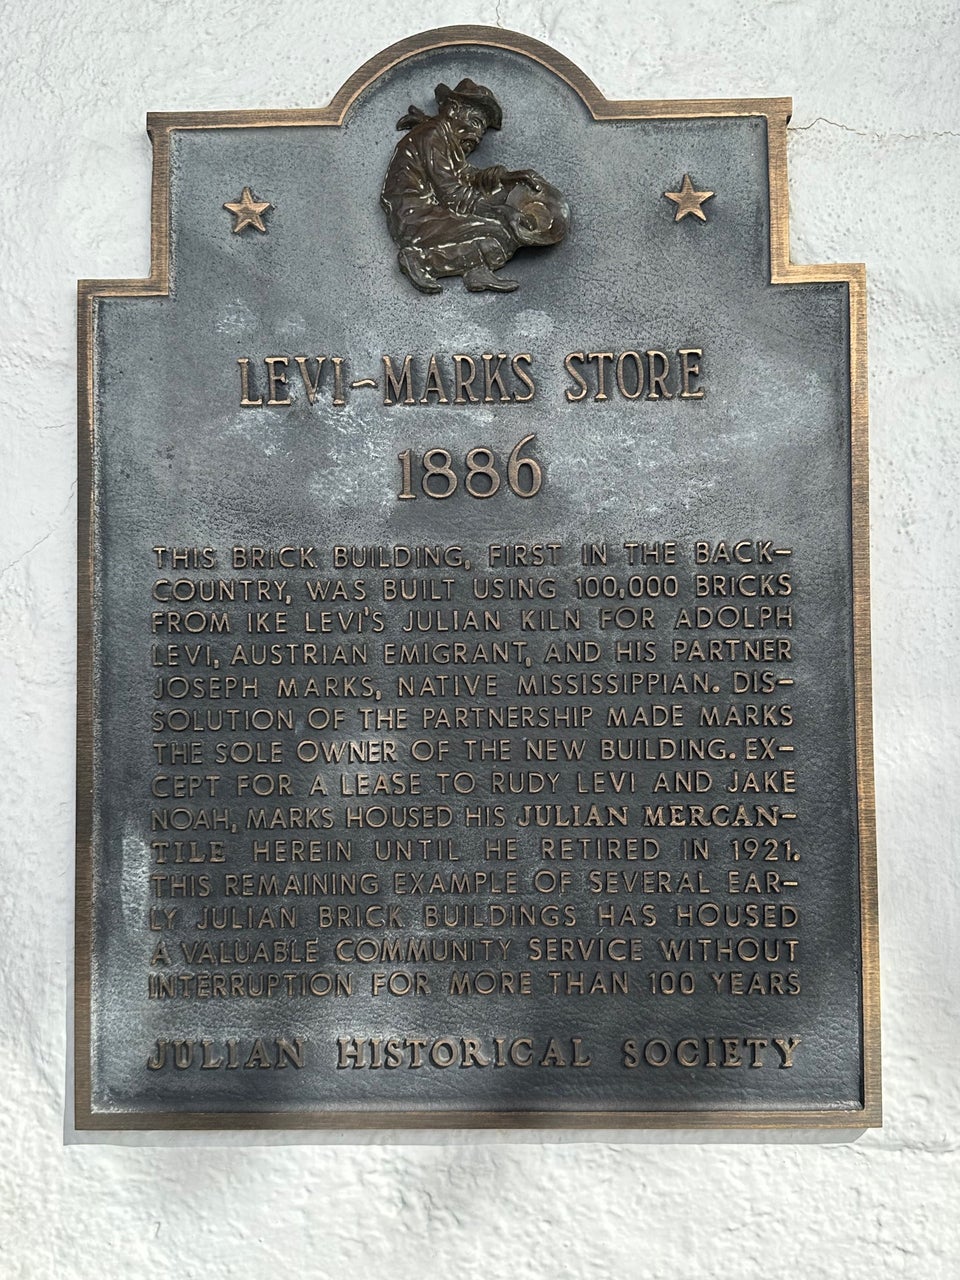 LEVI~MARKS STORE
1886
THIS BRICK BUILDING, FIRST IN THE BACK-
COUNTRY, WAS BUILT USING 100,000 BRICKS
FROM IKE LEVI'S JULIAN KILN FOR ADOLPH
LEVI, AUSTRIAN EMIGRANT, AND HIS PARTNER
JOSEPH MARKS, NATIVE MISSISSIPPIAN. DIS-
SOLUTION OF THE PARTNERSHIP MADE MARKS
THE SOLE OWNER OF THE NEW BUILDING. EX-
CEPT FOR A LEASE TO RUDY LEVI AND JAKE
NOAH, MARKS HOUSED HIS JULIAN MERCAN-
TILE HEREIN UNTIL HE RETIRED IN 1921.
THIS REMAINING EXAMPLE OF SEVERAL EAR-
LY JULIAN BRICK BUILDINGS HAS HOUSED
A VALUABLE COMMUNITY SERVICE WITHOUT
INTERRUPTION FOR MORE THAN 100 YEARS
JULIAN HISTORICAL SOCIETY